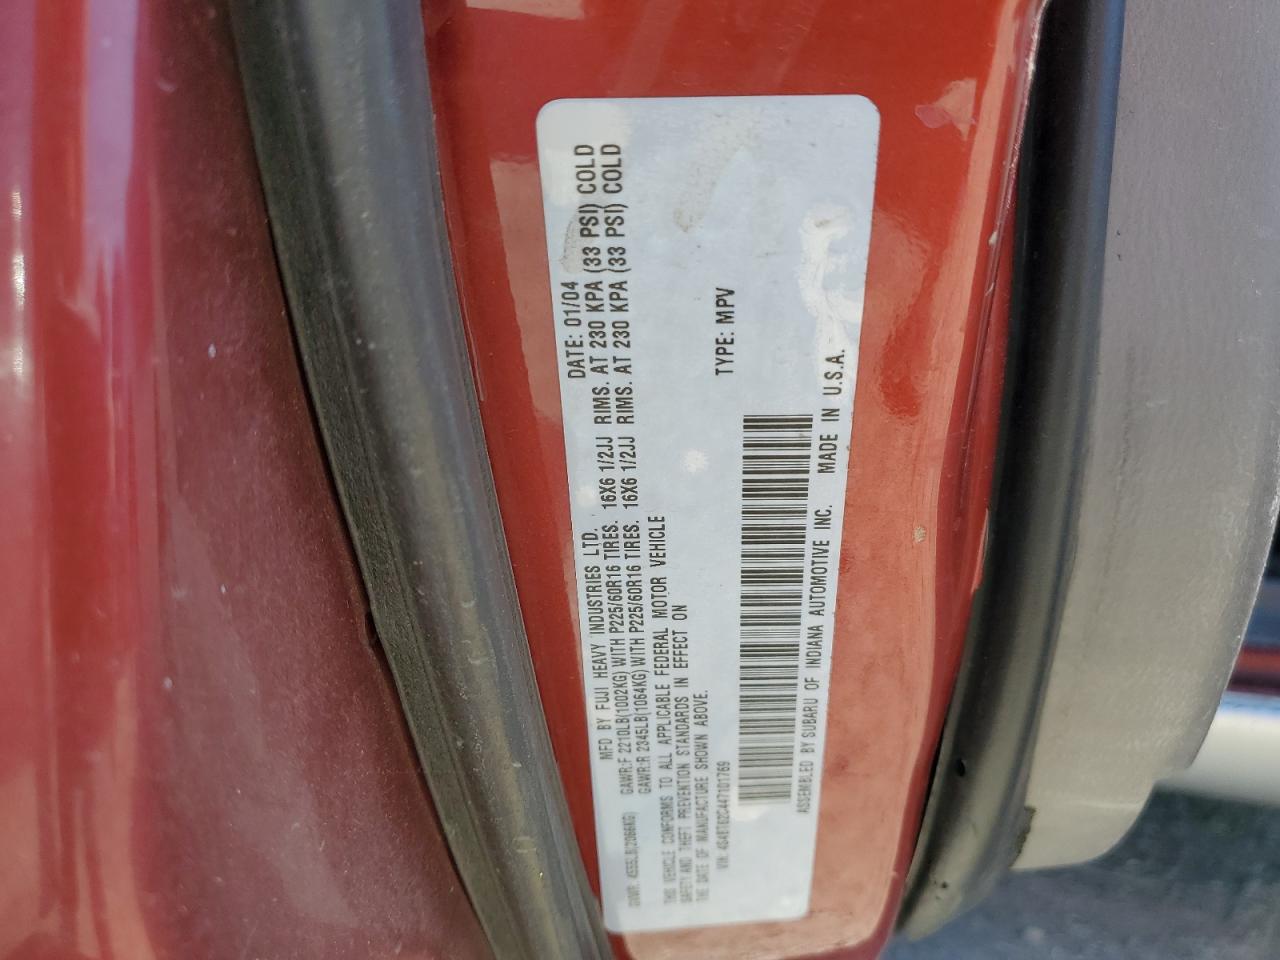 MFD BY FUJI HEAVY INDUSTRIES LTD. DATE: 01/04
GVWR: 4555LB(2066KG) GAWR:F 2210LB(1002KG) WITH P225/60R16 TIRES. 16X6 1/2JJ RIMS. AT 230 KPA (33 PSI) COLD
GAWR:R 2345LB(1064KG) WITH P225/60R16 TIRES. 16X6 1/2JJ RIMS. AT 230 KPA (33 PSI) COLD
THIS VEHICLE CONFORMS TO ALL APPLICABLE FEDERAL MOTOR VEHICLE
SAFETY AND THEFT PREVENTION STANDARDS IN EFFECT ON
THE DATE OF MANUFACTURE SHOWN ABOVE.
VIN: TYPE: MPV
ASSEMBLED BY SUBARU OF INDIANA AUTOMOTIVE INC. MADE IN U.S.A.